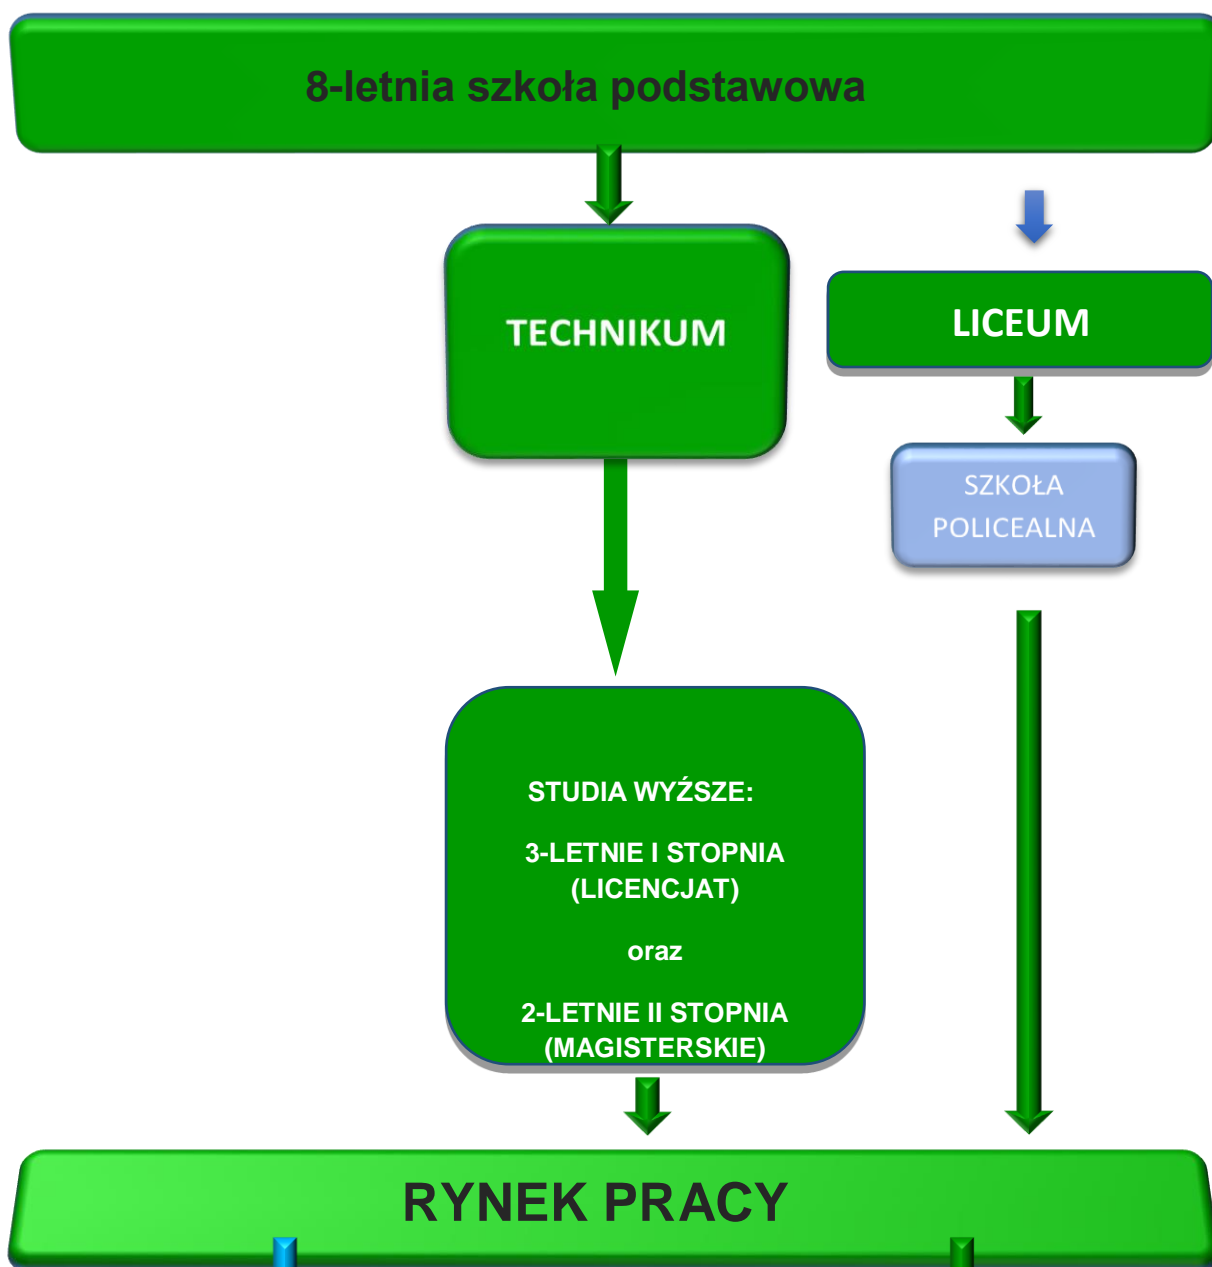 8-letnia szkoła podstawowa
TECHNIKUM
LICEUM
SZKOŁA
POLICEALNA
STUDIA WYŻSZE:
3-LETNIE I STOPNIA
(LICENCJAT)
oraz
2-LETNIE II STOPNIA
(MAGISTERSKIE)
RYNEK PRACY